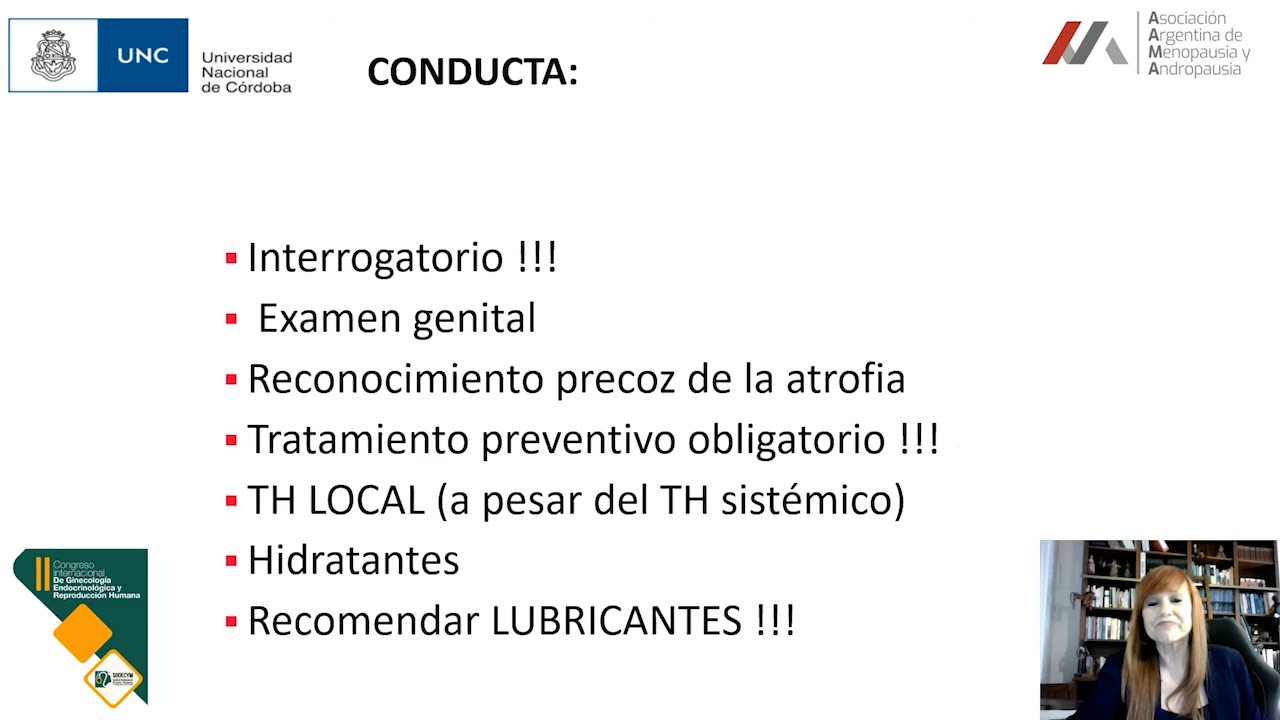 UNC
Universidad
Nacional
de Córdoba
CONDUCTA:
Asociación
Argentina de
Menopausia y
Andropausia
Interrogatorio !!!
Examen genital
Reconocimiento precoz de la atrofia
Tratamiento preventivo obligatorio !!!
TH LOCAL (a pesar del TH sistémico)
Hidratantes
Recomendar LUBRICANTES !!!
II Congreso
Internacional
De Ginecología
Endocrinológica y
Reproducción Humana